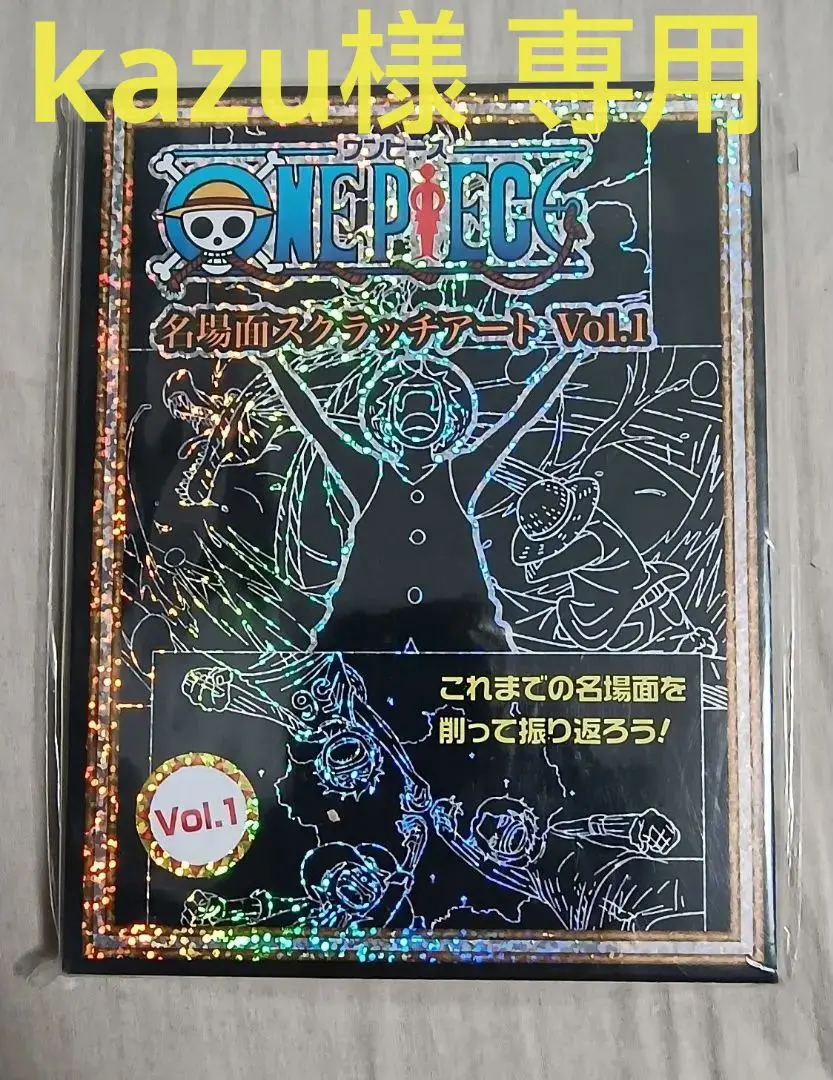 kazu様 専用
ワンピース
ONE PIECE
名場面スクラッチアート Vol.1
これまでの名場面を
削って振り返ろう!
Vol.1